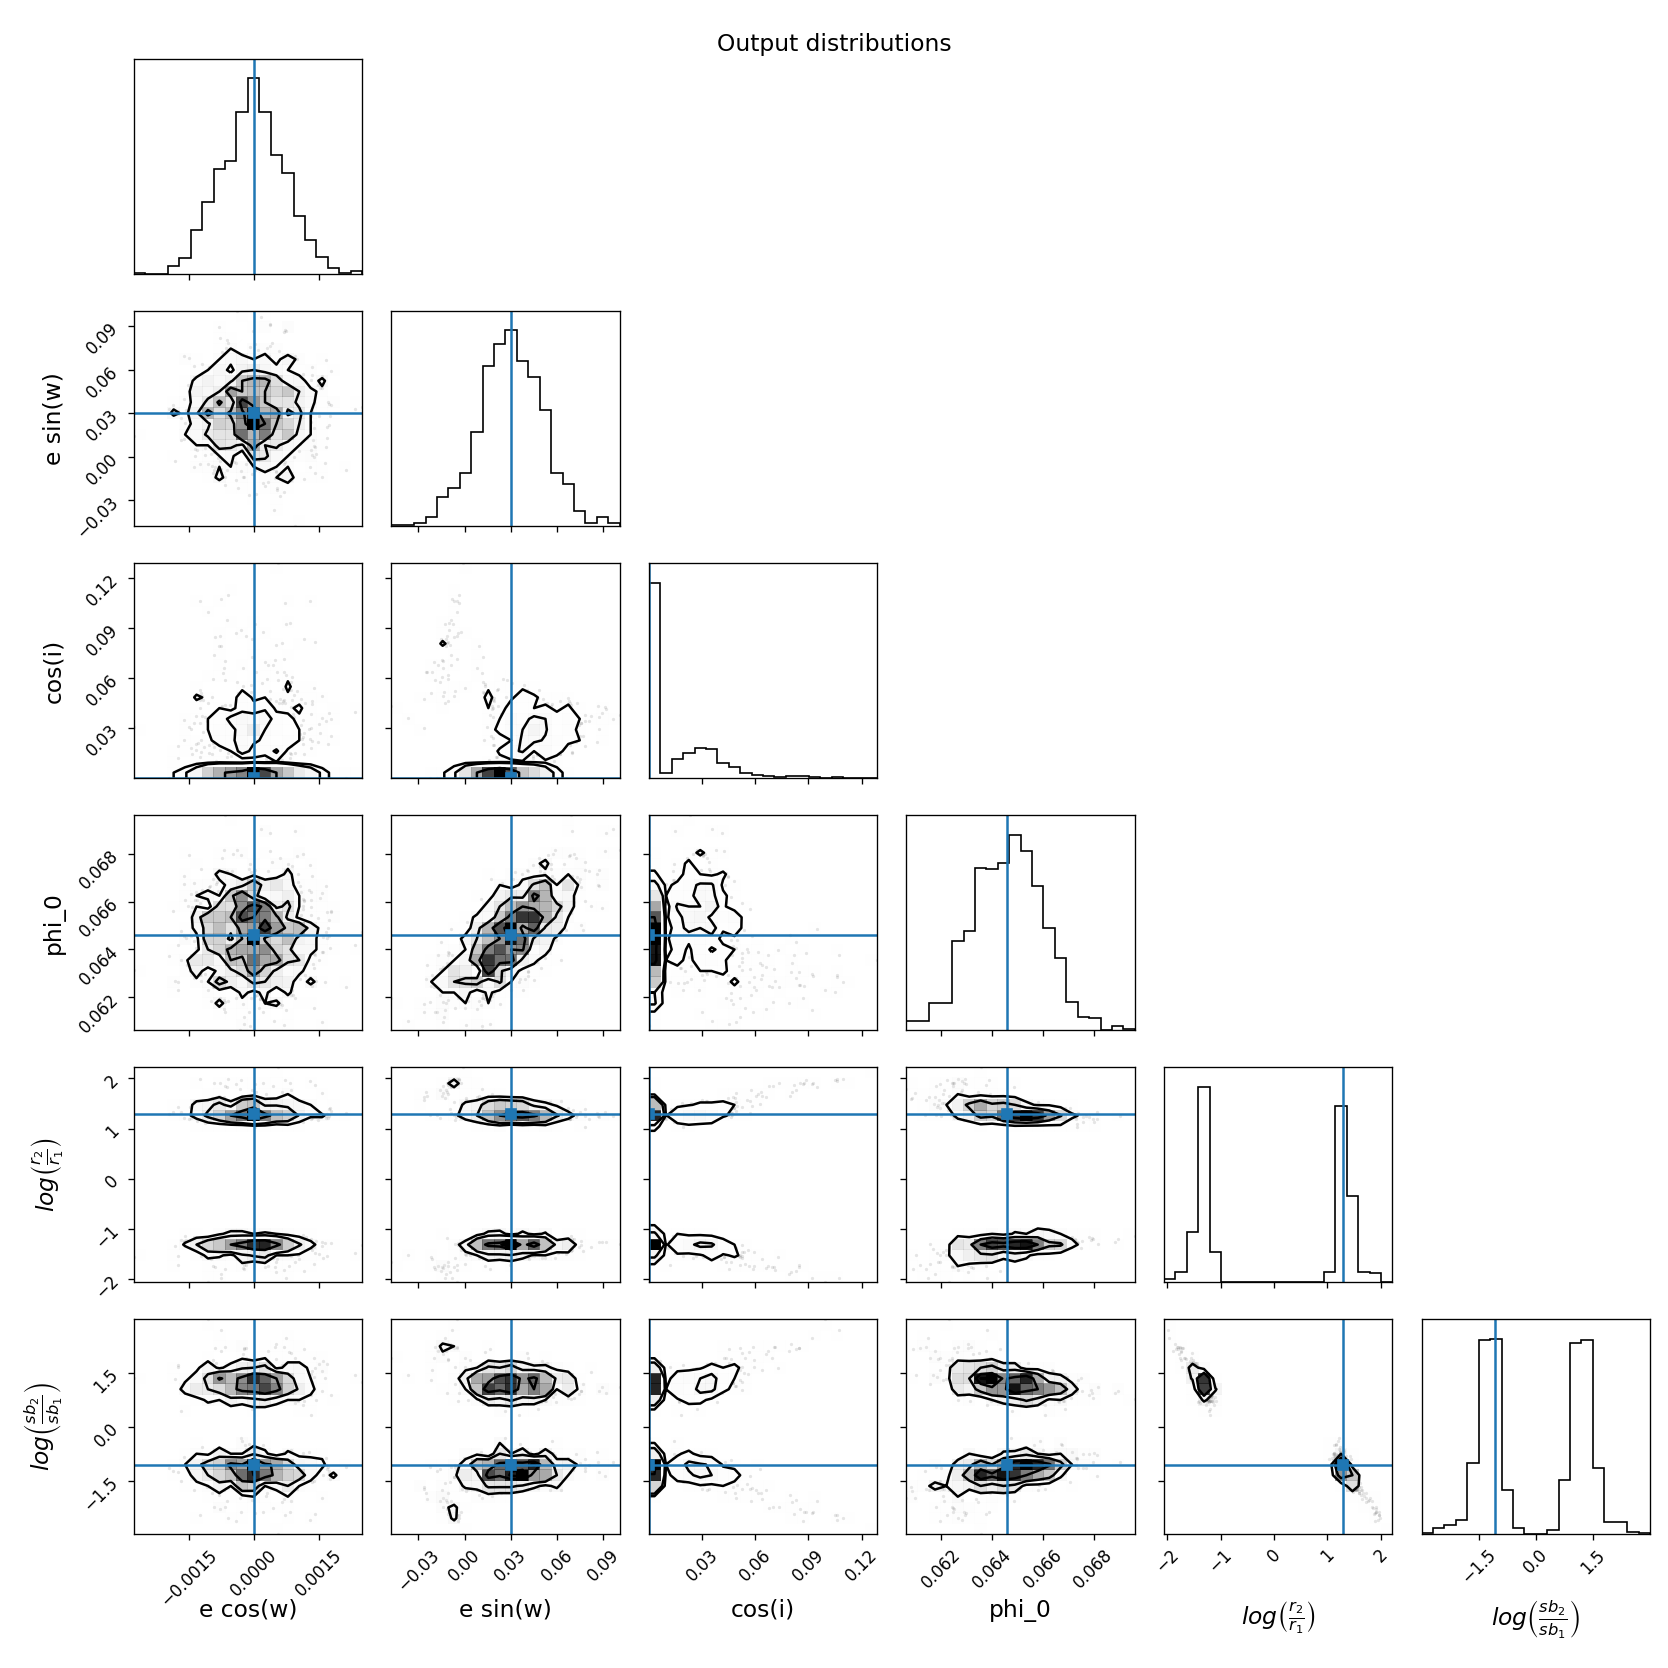 Output distributions
e sin(w)
0.09
0.06
0.03
0.00
−0.03
cos(i)
0.12
0.09
0.06
0.03
phi_0
0.068
0.066
0.064
0.062
log(r2/r1)
2
1
0
−1
−2
log(sb2/sb1)
1.5
0.0
−1.5
−0.0015 0.0000 0.0015 −0.03 0.00 0.03 0.06 0.09 0.03 0.06 0.09 0.12 0.062 0.064 0.066 0.068 −2 −1 0 1 2 −1.5 0.0 1.5
e cos(w) e sin(w) cos(i) phi_0 log(r2/r1) log(sb2/sb1)